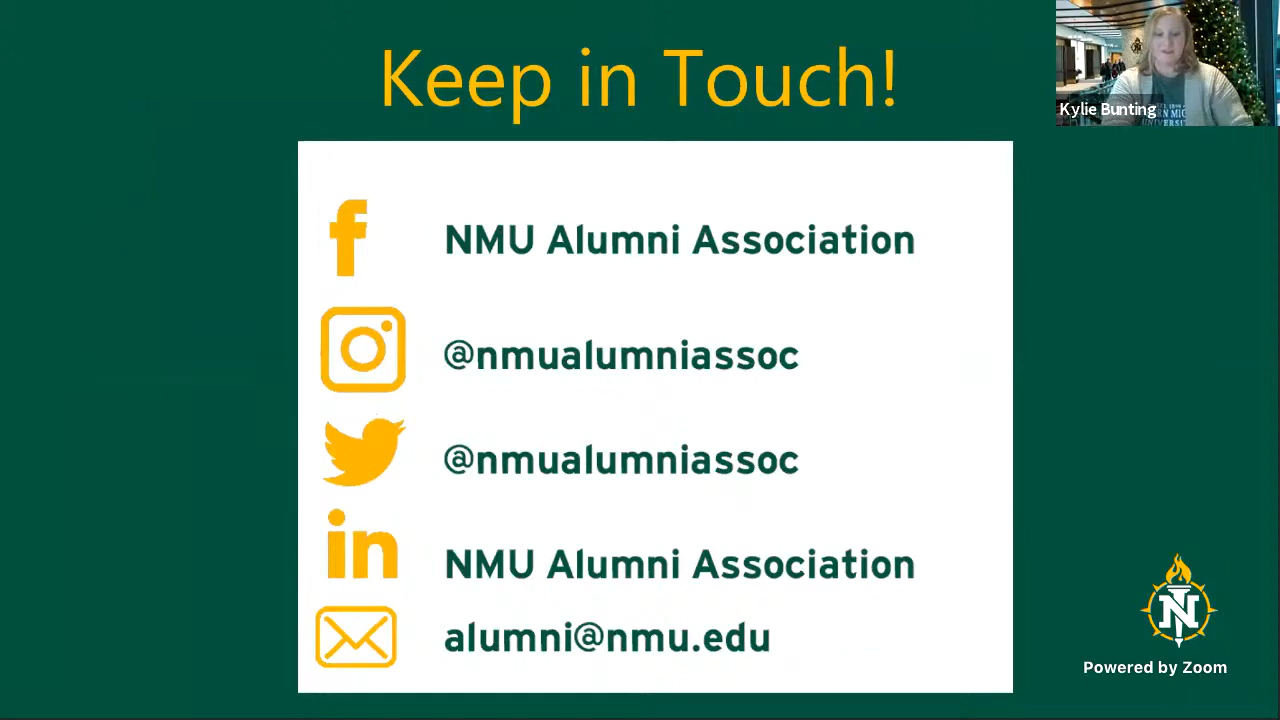 Keep in Touch!
Kylie Bunting
f NMU Alumni Association
@nmualumniassoc
@nmualumniassoc
in NMU Alumni Association
alumni@nmu.edu
N
Powered by Zoom